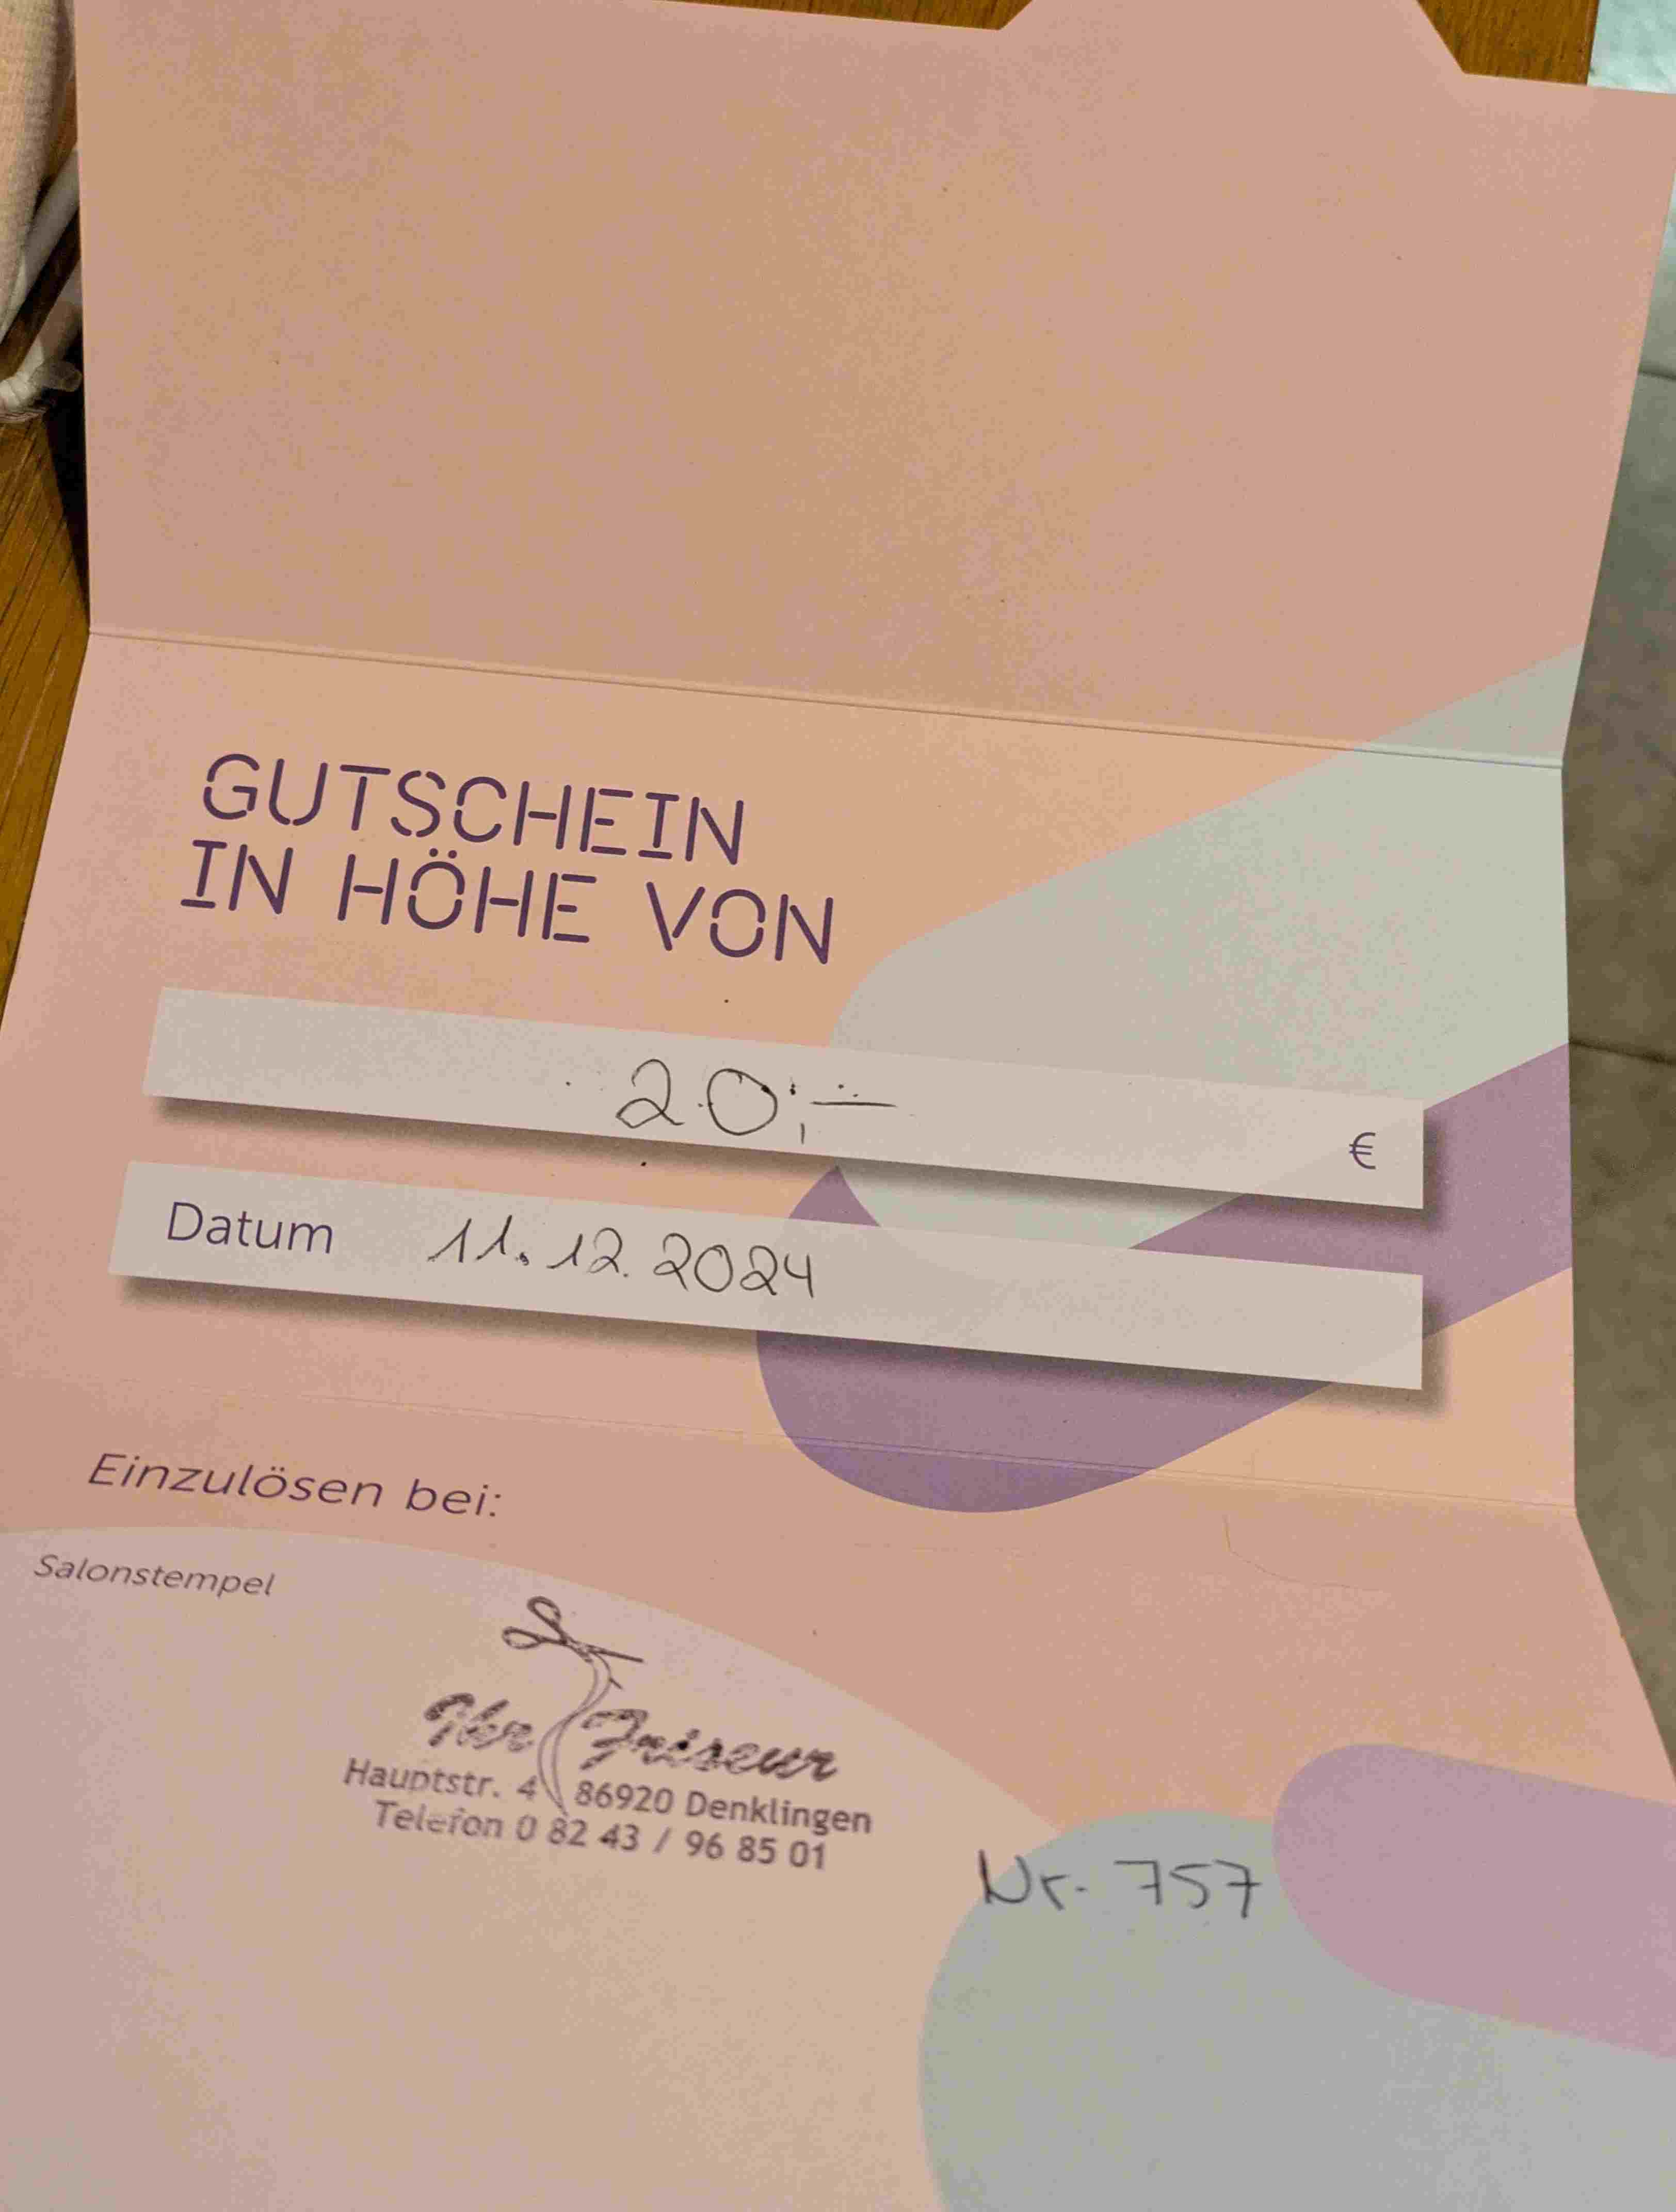 GUTSCHEIN
IN HÖHE VON
20,-
€
Datum 11.12.2024
Einzulösen bei:
Salonstempel
Ihr Friseur
Hauptstr. 4 86920 Denklingen
Telefon 0 82 43 / 96 85 01
Nr. 757